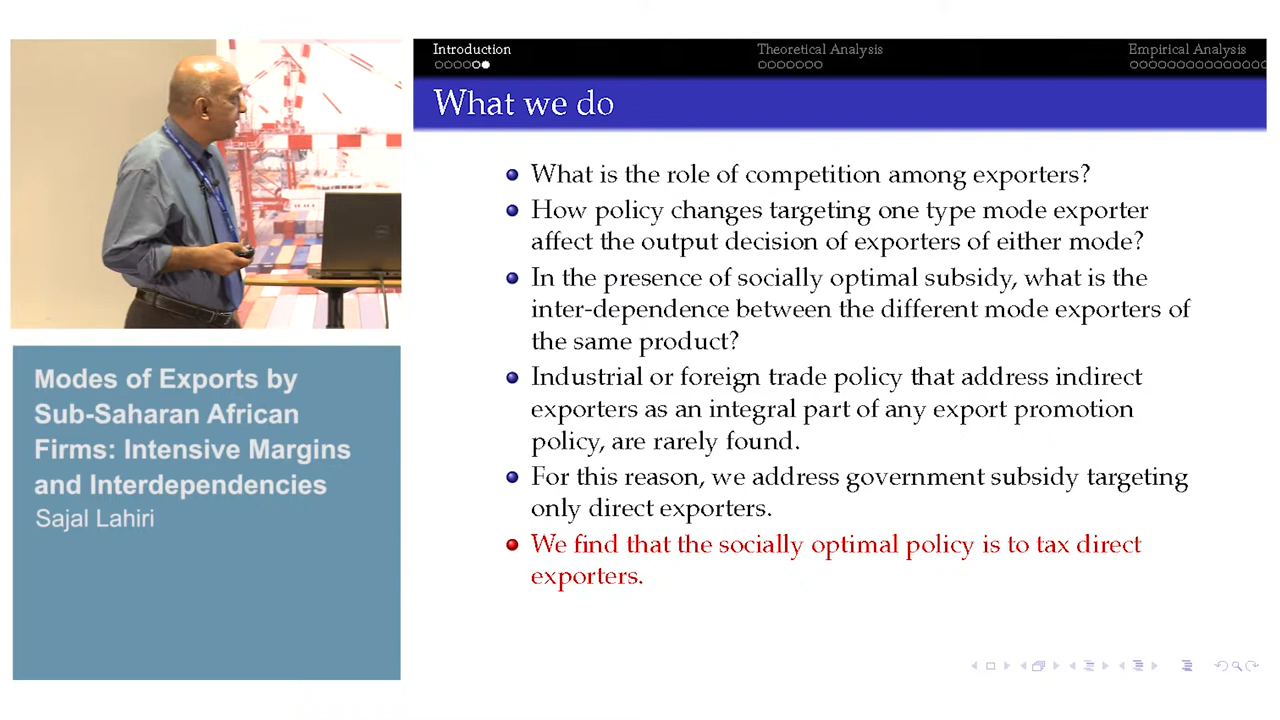 Introduction
Theoretical Analysis
Empirical Analysis
What we do
What is the role of competition among exporters?
How policy changes targeting one type mode exporter
affect the output decision of exporters of either mode?
In the presence of socially optimal subsidy, what is the
inter-dependence between the different mode exporters of
the same product?
Industrial or foreign trade policy that address indirect
exporters as an integral part of any export promotion
policy, are rarely found.
For this reason, we address government subsidy targeting
only direct exporters.
We find that the socially optimal policy is to tax direct
exporters.
Modes of Exports by
Sub-Saharan African
Firms: Intensive Margins
and Interdependencies
Sajal Lahiri